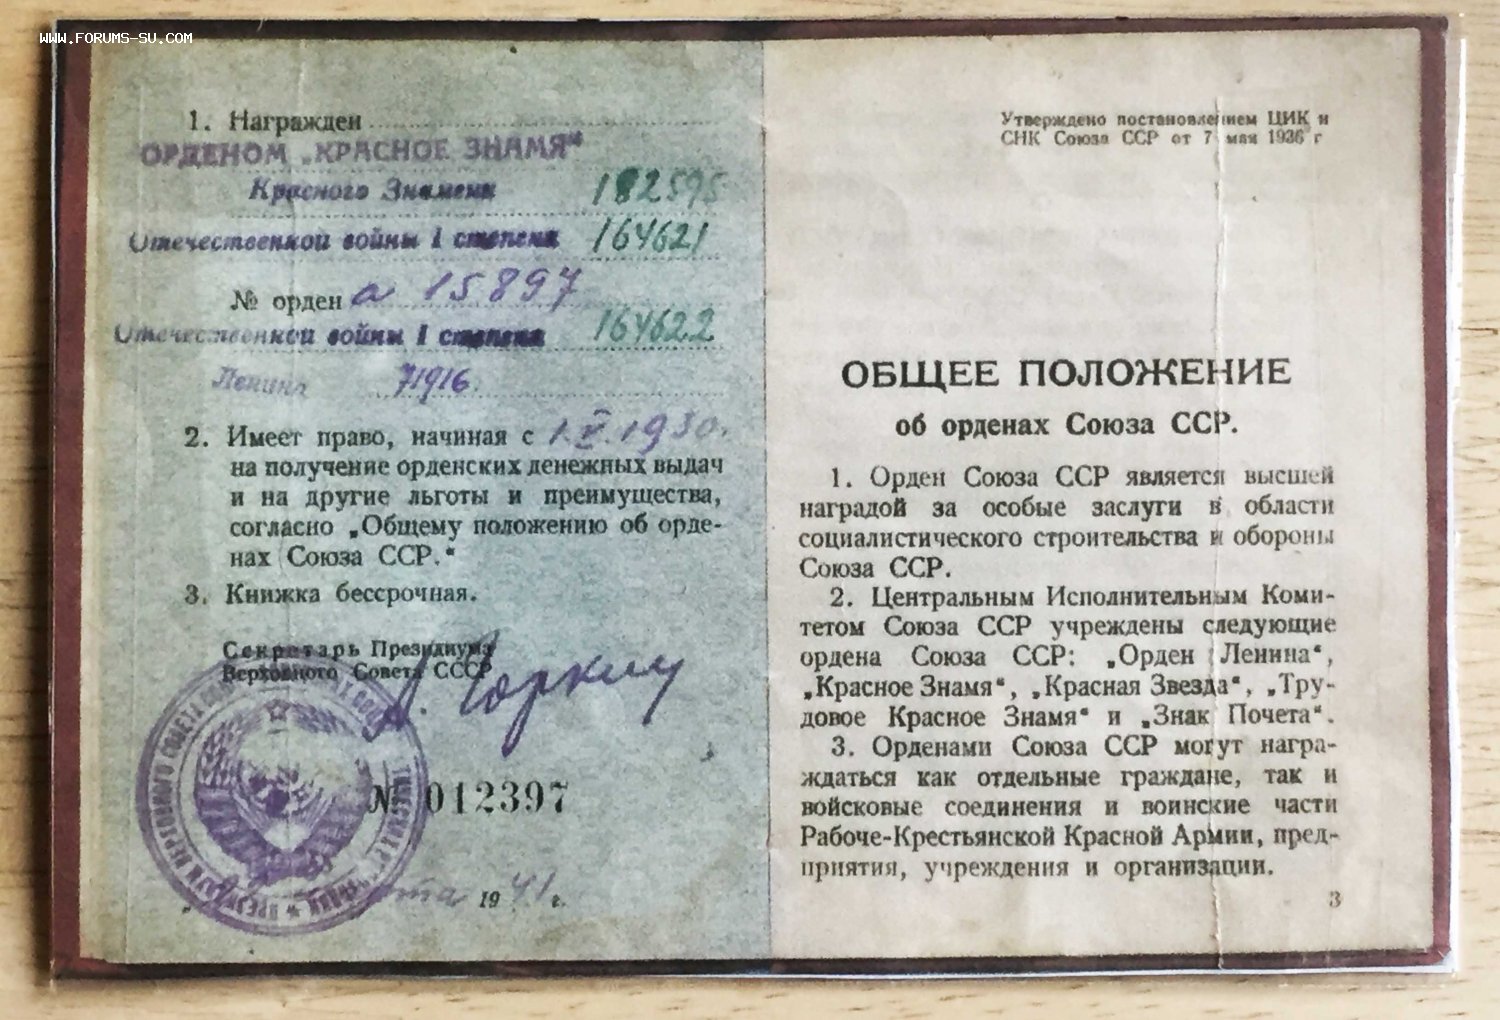 WWW.FORUMS-SU.COM
1. Награжден
ОРДЕНОМ „КРАСНОЕ ЗНАМЯ“
Красного Знамени 182595
Отечественной войны I степени 164621
№ орден а 15897
Отечественной войны I степени 164622
Ленина 71916.
2. Имеет право, начиная с 1.V.1930.
на получение орденских денежных выдач
и на другие льготы и преимущества,
согласно „Общему положению об орде-
нах Союза ССР.“
3. Книжка бессрочная.
Секретарь Президиума
Верховного Совета СССР
А. Горкин
№ 012397
1941 г.
Утверждено постановлением ЦИК и
СНК Союза ССР от 7 мая 1936 г
ОБЩЕЕ ПОЛОЖЕНИЕ
об орденах Союза ССР.
1. Орден Союза ССР является высшей
наградой за особые заслуги в области
социалистического строительства и обороны
Союза ССР.
2. Центральным Исполнительным Коми-
тетом Союза ССР учреждены следующие
ордена Союза ССР: „Орден Ленина“,
„Красное Знамя“, „Красная Звезда“, „Тру-
довое Красное Знамя“ и „Знак Почета“.
3. Орденами Союза ССР могут награ-
ждаться как отдельные граждане, так и
войсковые соединения и воинские части
Рабоче-Крестьянской Красной Армии, пред-
приятия, учреждения и организации.
3